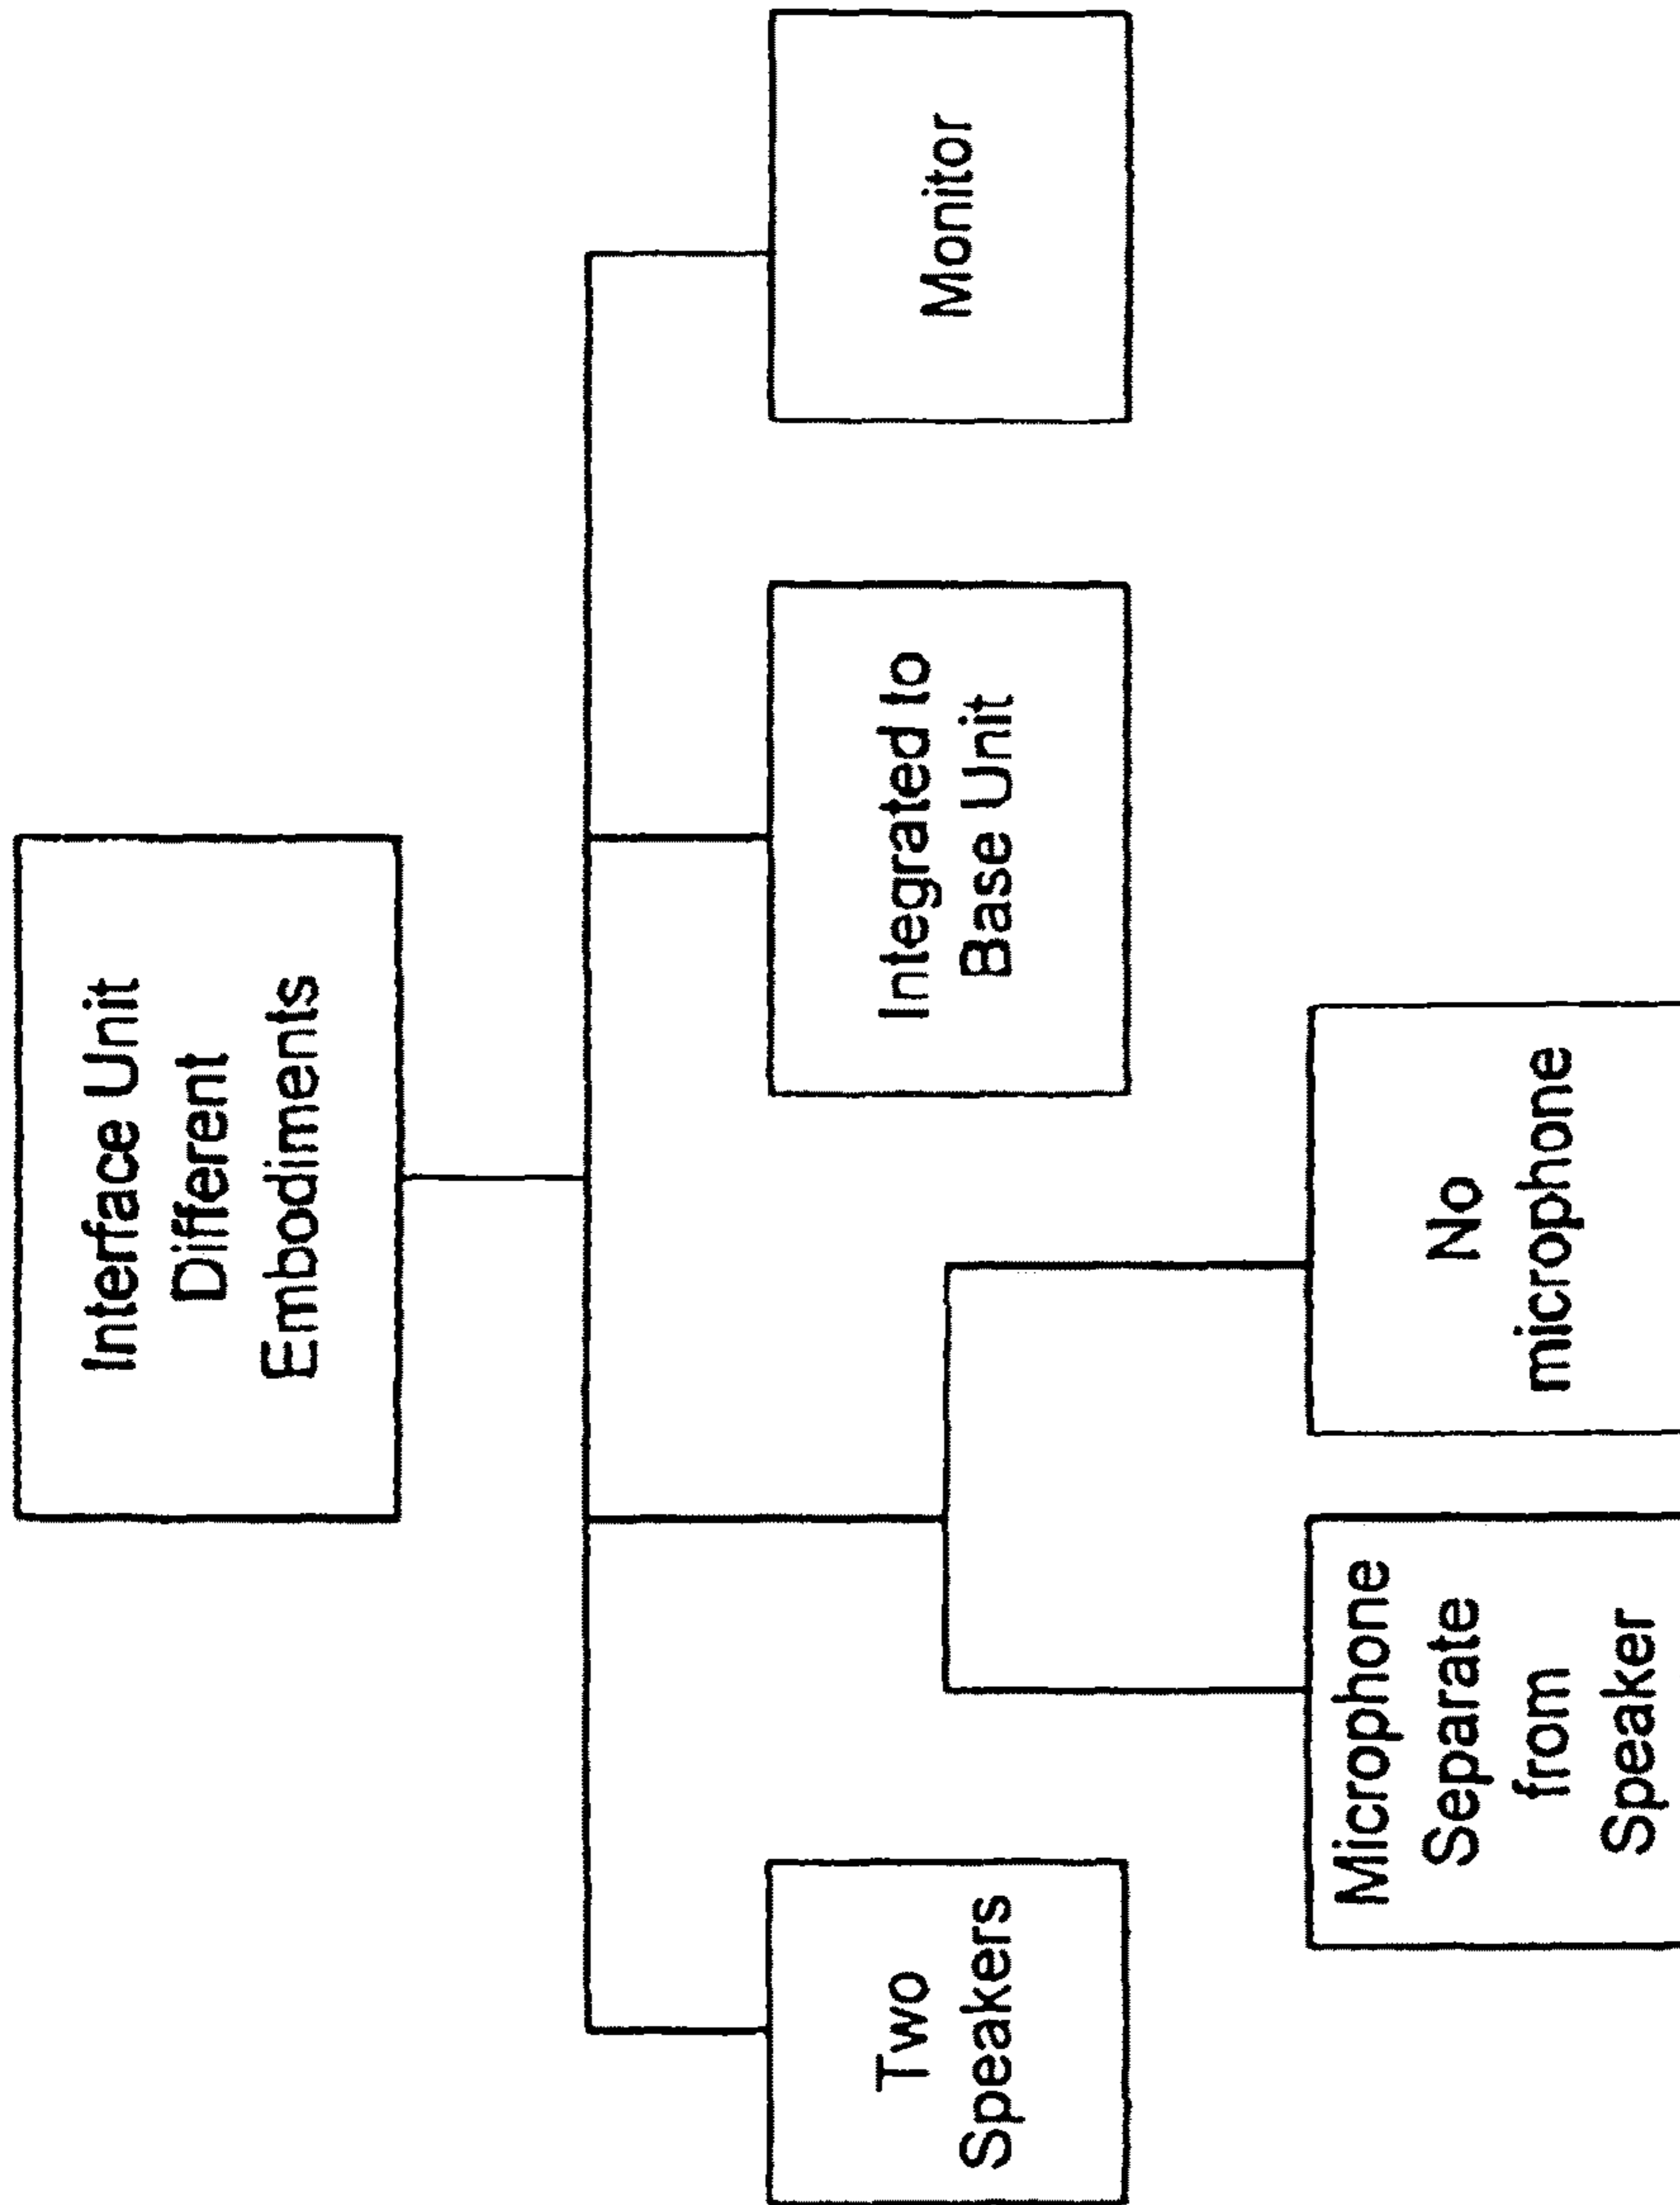 Interface Unit
Different
Embodiments
Two
Speakers
Integrated to
Base Unit
Monitor
Microphone
Separate
from
Speaker
No
microphone